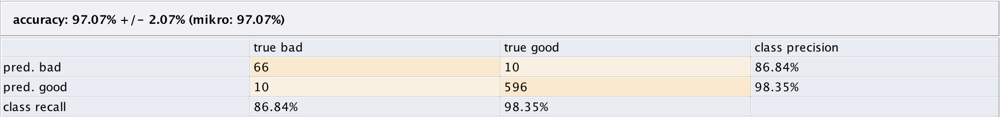 accuracy: 97.07% +/- 2.07% (mikro: 97.07%)
true bad true good class precision
pred. bad 66 10 86.84%
pred. good 10 596 98.35%
class recall 86.84% 98.35%